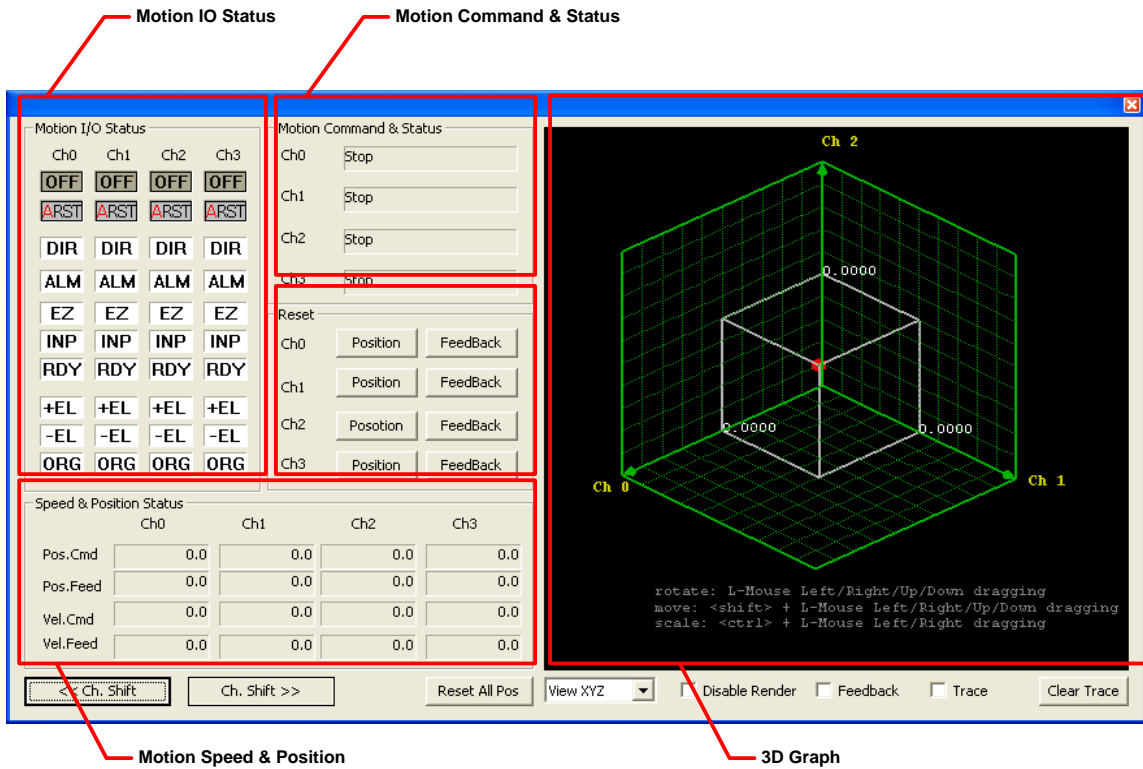 Motion IO Status
Motion Command & Status
Motion I/O Status
Ch0 Ch1 Ch2 Ch3
OFF OFF OFF OFF
ARST ARST ARST ARST
DIR DIR DIR DIR
ALM ALM ALM ALM
EZ EZ EZ EZ
INP INP INP INP
RDY RDY RDY RDY
+EL +EL +EL +EL
-EL -EL -EL -EL
ORG ORG ORG ORG
Motion Command & Status
Ch0 Stop
Ch1 Stop
Ch2 Stop
Ch3 Stop
Reset
Ch0 Position FeedBack
Ch1 Position FeedBack
Ch2 Posotion FeedBack
Ch3 Position FeedBack
Speed & Position Status
Ch0 Ch1 Ch2 Ch3
Pos.Cmd 0.0 0.0 0.0 0.0
Pos.Feed 0.0 0.0 0.0 0.0
Vel.Cmd 0.0 0.0 0.0 0.0
Vel.Feed 0.0 0.0 0.0 0.0
Ch 2
0.0000
0.0000 0.0000
Ch 0 Ch 1
rotate: L-Mouse Left/Right/Up/Down dragging
move: <shift> + L-Mouse Left/Right/Up/Down dragging
scale: <ctrl> + L-Mouse Left/Right dragging
<< Ch. Shift Ch. Shift >> Reset All Pos View XYZ Disable Render Feedback Trace Clear Trace
Motion Speed & Position
3D Graph